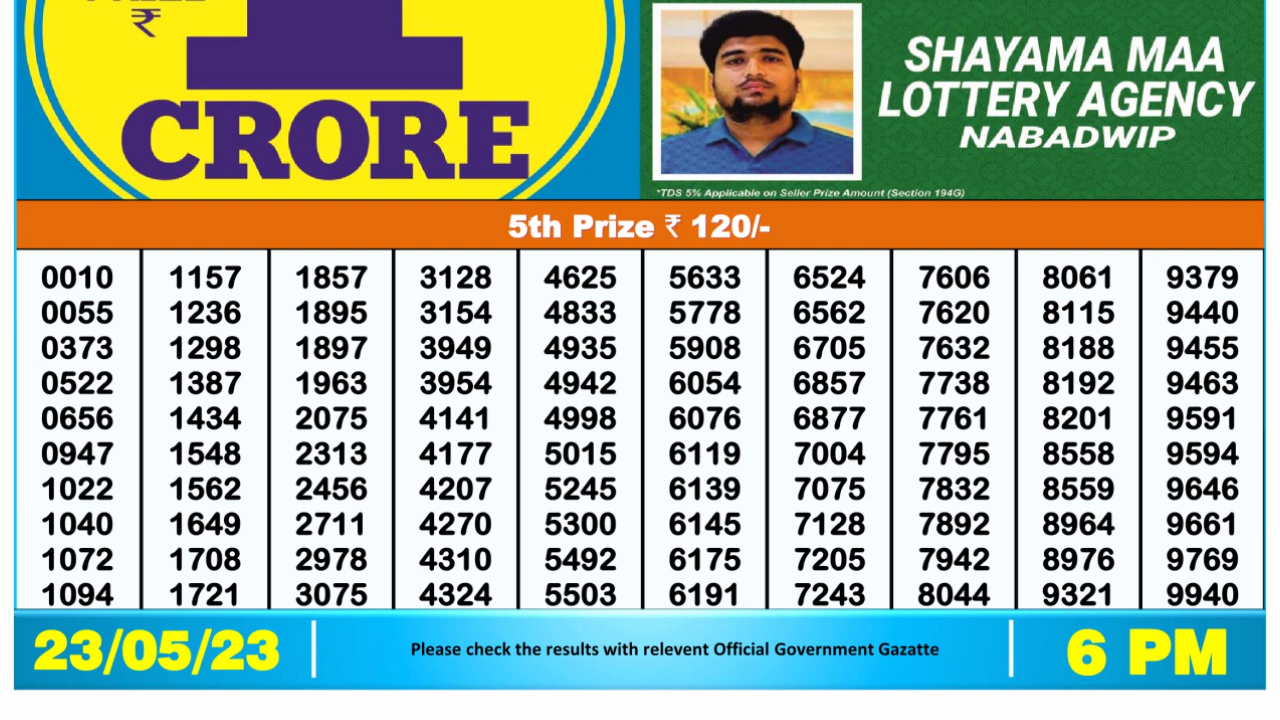 ₹
CRORE
SHAYAMA MAA
LOTTERY AGENCY
NABADWIP
*TDS 5% Applicable on Seller Prize Amount (Section 194G)
5th Prize ₹ 120/-
0010 1157 1857 3128 4625 5633 6524 7606 8061 9379
0055 1236 1895 3154 4833 5778 6562 7620 8115 9440
0373 1298 1897 3949 4935 5908 6705 7632 8188 9455
0522 1387 1963 3954 4942 6054 6857 7738 8192 9463
0656 1434 2075 4141 4998 6076 6877 7761 8201 9591
0947 1548 2313 4177 5015 6119 7004 7795 8558 9594
1022 1562 2456 4207 5245 6139 7075 7832 8559 9646
1040 1649 2711 4270 5300 6145 7128 7892 8964 9661
1072 1708 2978 4310 5492 6175 7205 7942 8976 9769
1094 1721 3075 4324 5503 6191 7243 8044 9321 9940
23/05/23 Please check the results with relevent Official Government Gazatte 6 PM